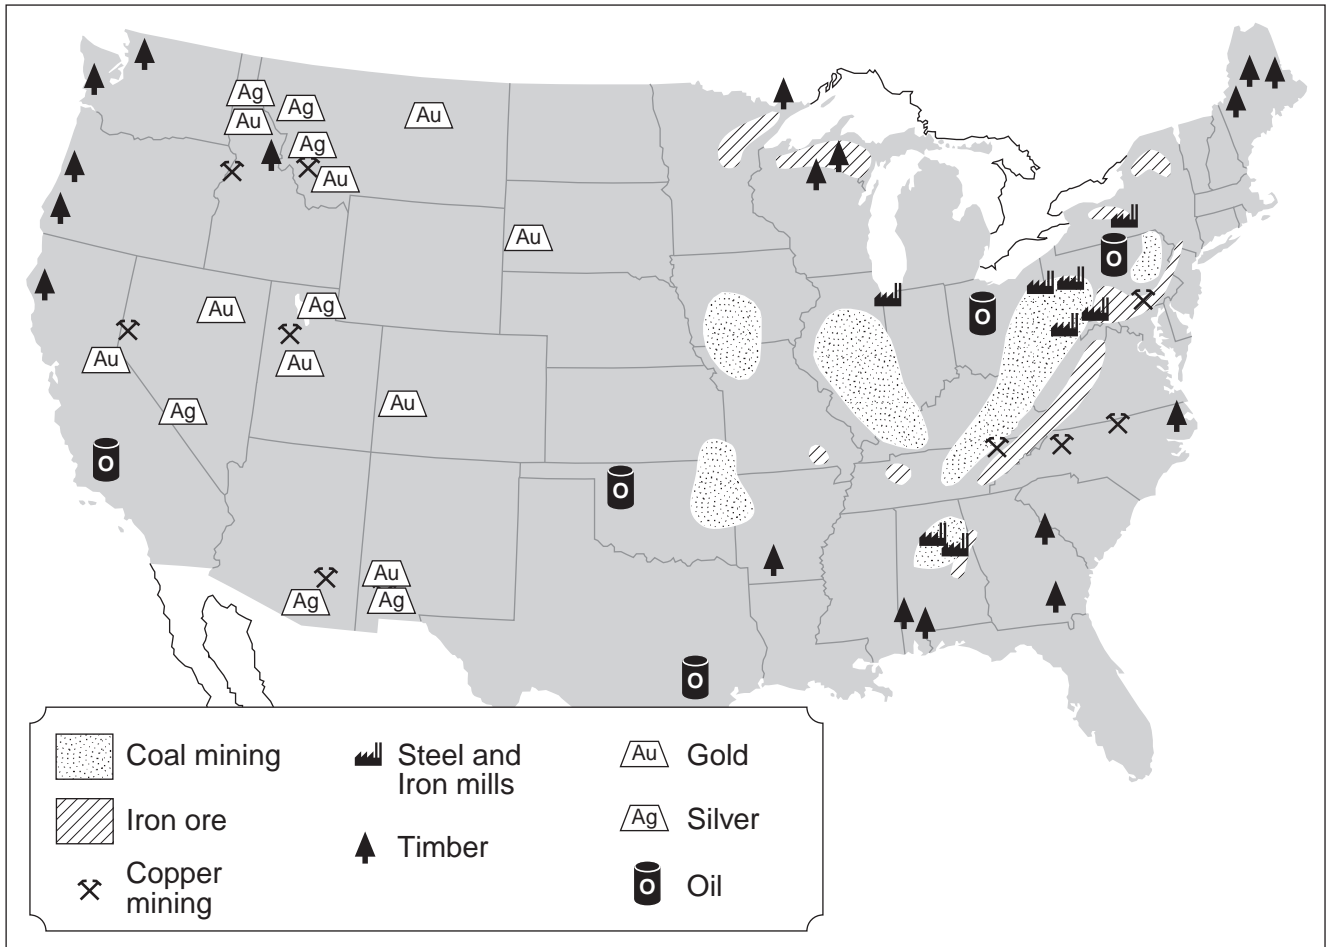 Ag
Ag
Au
Au
Ag
Au
Au
O
Au
Ag
O
Au
Au
Au
Ag
O
O
Au
Ag
Au
Ag
O
Coal mining
Steel and
Iron mills
Au
Gold
Iron ore
Ag
Silver
Timber
Copper
mining
O
Oil